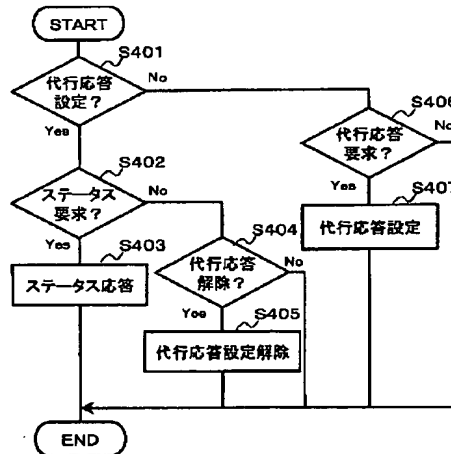 START
S401
代行応答
設定?
No
Yes
S402
ステータス
要求?
No
Yes
S403
ステータス応答
S404
代行応答
解除?
No
Yes
S405
代行応答設定解除
S406
代行応答
要求?
No
Yes
S407
代行応答設定
END